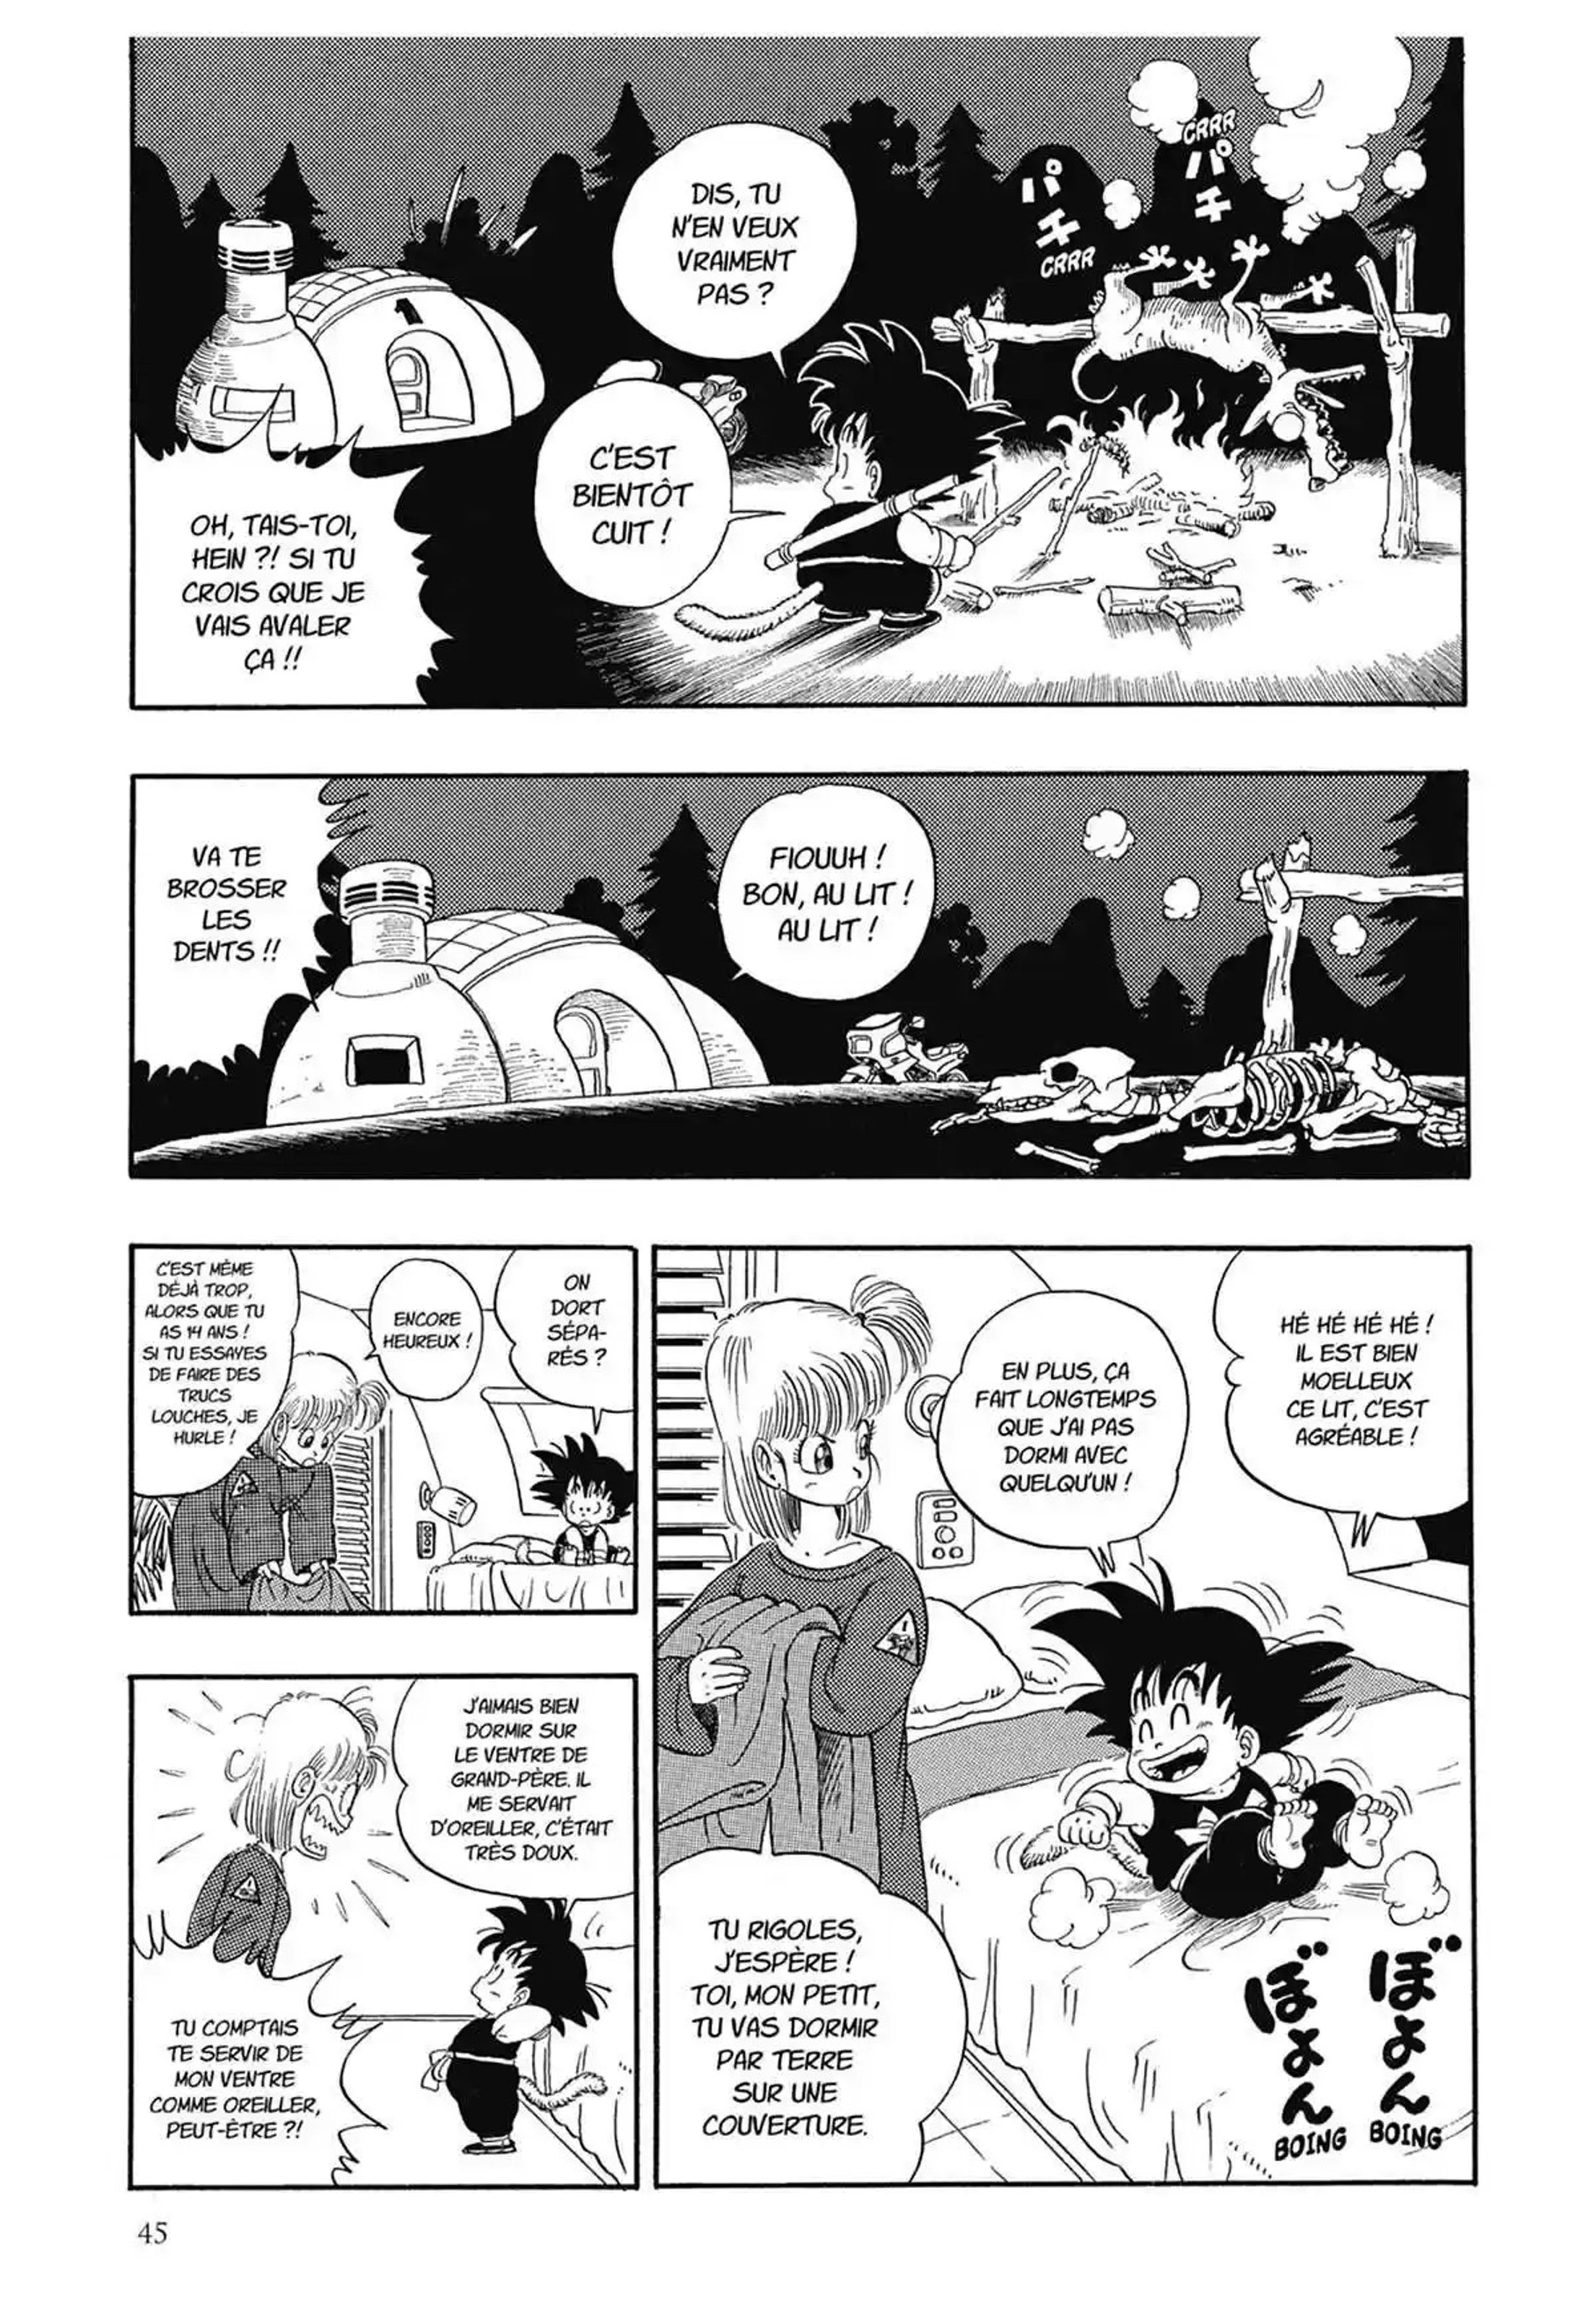 CRRR
パチ
パチ
CRRR
DIS, TU
N'EN VEUX
VRAIMENT
PAS ?
C'EST
BIENTÔT
CUIT !
1
OH, TAIS-TOI,
HEIN ?! SI TU
CROIS QUE JE
VAIS AVALER
ÇA !!
FIOUUH !
BON, AU LIT !
AU LIT !
VA TE
BROSSER
LES
DENTS !!
HÉ HÉ HÉ HÉ !
IL EST BIEN
MOELLEUX
CE LIT, C'EST
AGRÉABLE !
EN PLUS, ÇA
FAIT LONGTEMPS
QUE J'AI PAS
DORMI AVEC
QUELQU'UN !
TU RIGOLES,
J'ESPÈRE !
TOI, MON PETIT,
TU VAS DORMIR
PAR TERRE
SUR UNE
COUVERTURE.
ぼよん
BOING
ぼよん
BOING
ON
DORT
SÉPA-
RÉS ?
ENCORE
HEUREUX !
C'EST MÊME
DÉJÀ TROP,
ALORS QUE TU
AS 14 ANS !
SI TU ESSAYES
DE FAIRE DES
TRUCS
LOUCHES, JE
HURLE !
J'AIMAIS BIEN
DORMIR SUR
LE VENTRE DE
GRAND-PÈRE. IL
ME SERVAIT
D'OREILLER, C'ÉTAIT
TRÈS DOUX.
TU COMPTAIS
TE SERVIR DE
MON VENTRE
COMME OREILLER,
PEUT-ÊTRE ?!
45